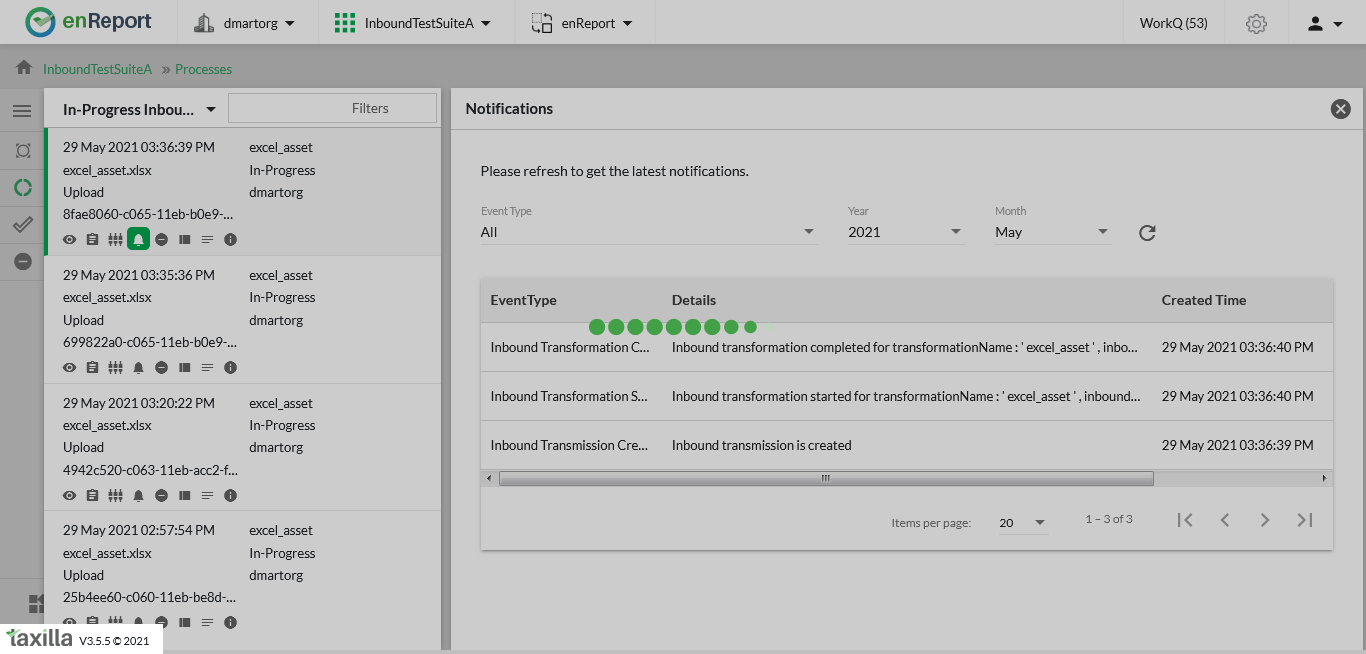 enReport
dmartorg
InboundTestSuiteA
enReport
WorkQ (53)
InboundTestSuiteA » Processes
In-Progress Inbou...
Filters
29 May 2021 03:36:39 PM excel_asset
excel_asset.xlsx In-Progress
Upload dmartorg
8fae8060-c065-11eb-b0e9-...
29 May 2021 03:35:36 PM excel_asset
excel_asset.xlsx In-Progress
Upload dmartorg
699822a0-c065-11eb-b0e9-...
29 May 2021 03:20:22 PM excel_asset
excel_asset.xlsx In-Progress
Upload dmartorg
4942c520-c063-11eb-acc2-f...
29 May 2021 02:57:54 PM excel_asset
excel_asset.xlsx In-Progress
Upload dmartorg
25b4ee60-c060-11eb-be8d-...
taxilla V3.5.5 © 2021
Notifications
Please refresh to get the latest notifications.
Event Type Year Month
All 2021 May
EventType Details Created Time
Inbound Transformation C... Inbound transformation completed for transformationName : ' excel_asset ' , inbo... 29 May 2021 03:36:40 PM
Inbound Transformation S... Inbound transformation started for transformationName : ' excel_asset ' , inbound... 29 May 2021 03:36:40 PM
Inbound Transmission Cre... Inbound transmission is created 29 May 2021 03:36:39 PM
Items per page: 20 1 – 3 of 3